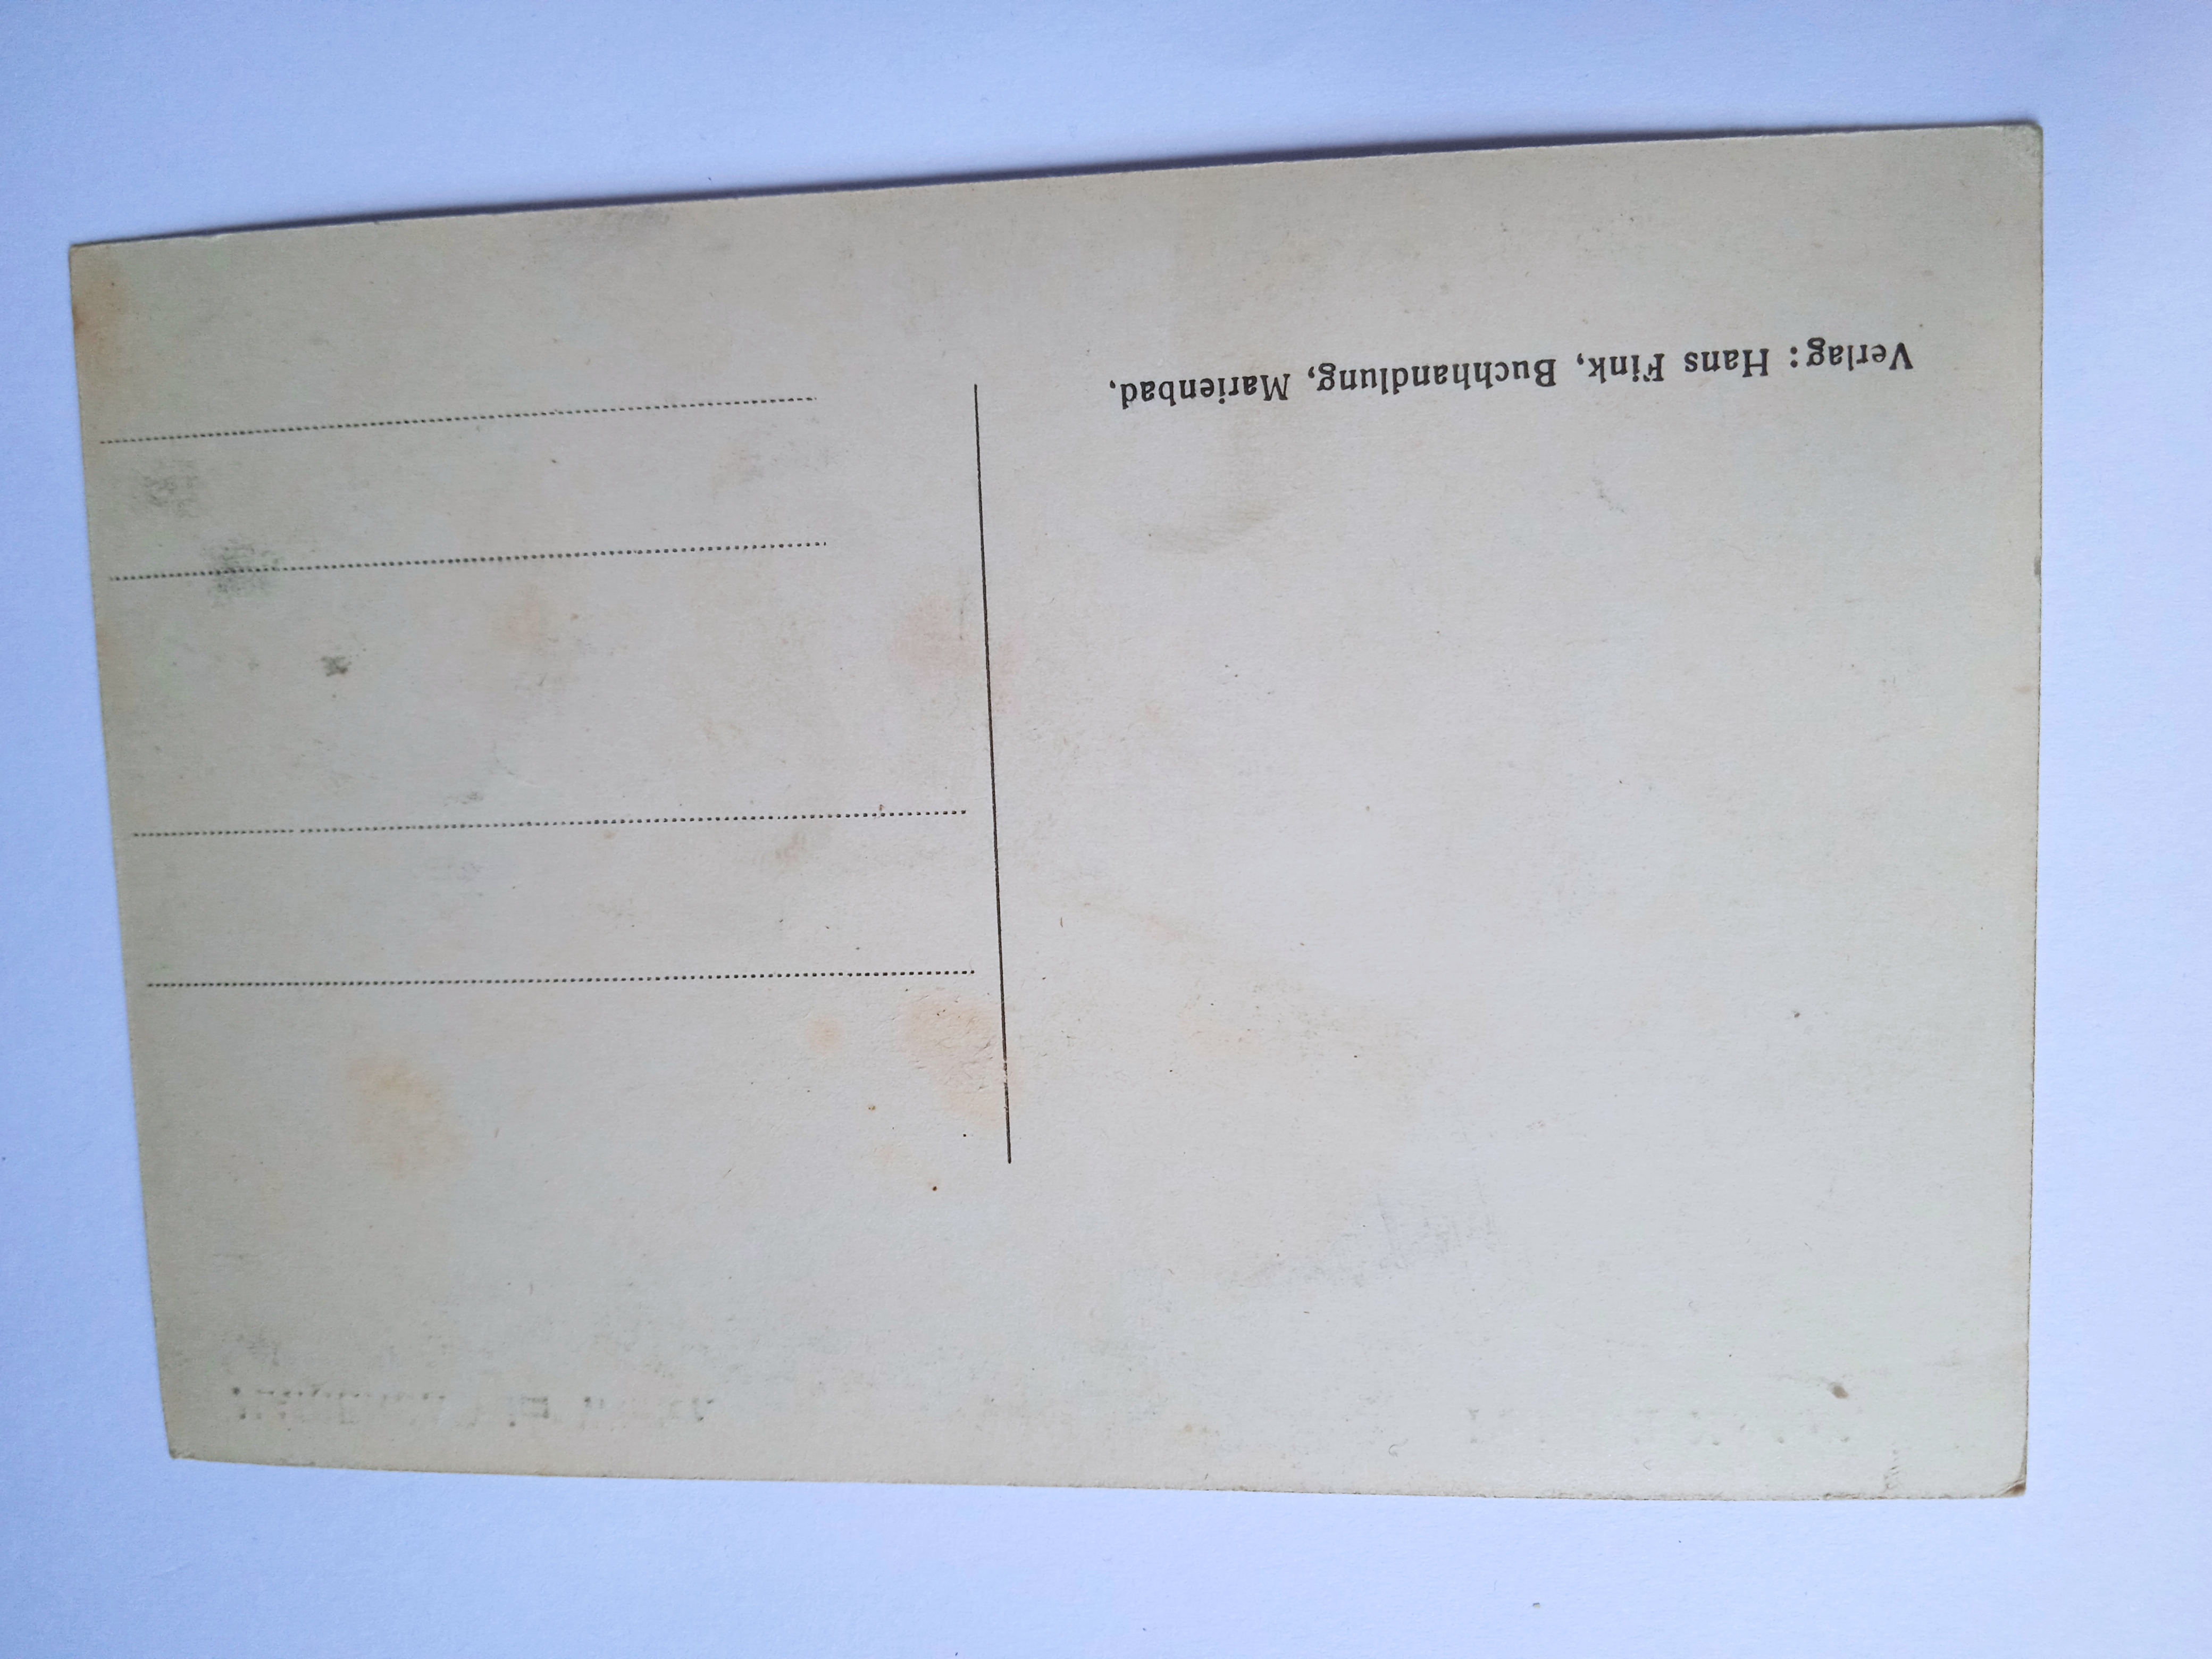 Verlag: Hans Fink, Buchhandlung, Marienbad.